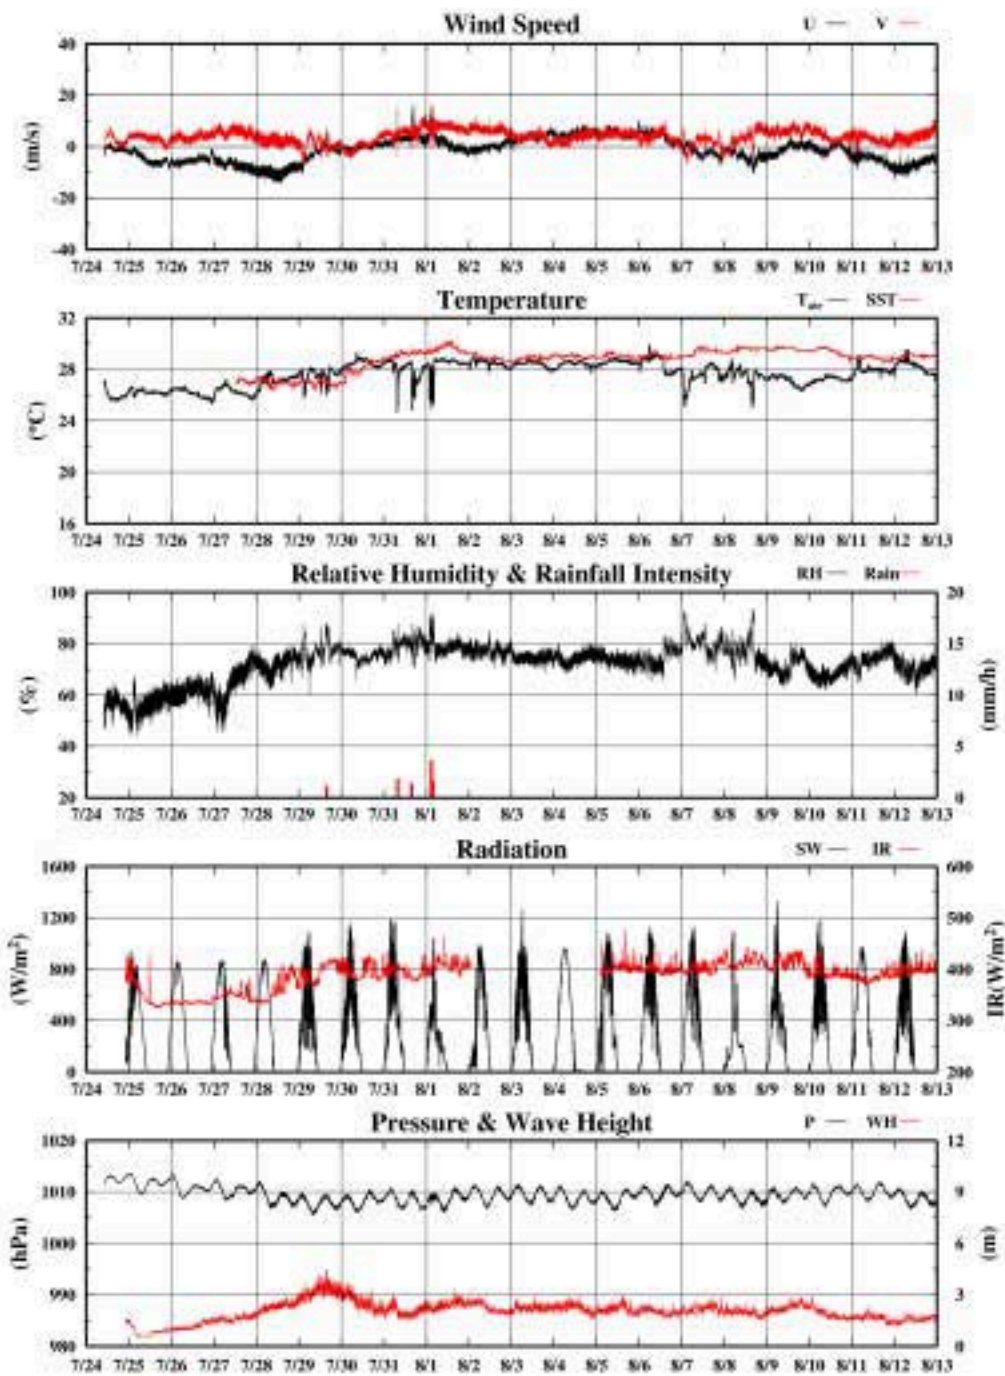 Wind Speed U V
40
20
0
-20
-40
(m/s)
7/24 7/25 7/26 7/27 7/28 7/29 7/30 7/31 8/1 8/2 8/3 8/4 8/5 8/6 8/7 8/8 8/9 8/10 8/11 8/12 8/13
Temperature Tair SST
32
28
24
20
16
(°C)
7/24 7/25 7/26 7/27 7/28 7/29 7/30 7/31 8/1 8/2 8/3 8/4 8/5 8/6 8/7 8/8 8/9 8/10 8/11 8/12 8/13
Relative Humidity & Rainfall Intensity RH Rain
100 20
80 15
60 10
40 5
20 0
(%) (mm/h)
7/24 7/25 7/26 7/27 7/28 7/29 7/30 7/31 8/1 8/2 8/3 8/4 8/5 8/6 8/7 8/8 8/9 8/10 8/11 8/12 8/13
Radiation SW IR
1600 600
1200 500
800 400
400 300
0 200
(W/m²) IR(W/m²)
7/24 7/25 7/26 7/27 7/28 7/29 7/30 7/31 8/1 8/2 8/3 8/4 8/5 8/6 8/7 8/8 8/9 8/10 8/11 8/12 8/13
Pressure & Wave Height P WH
1020 12
1010 9
1000 6
990 3
980 0
(hPa) (m)
7/24 7/25 7/26 7/27 7/28 7/29 7/30 7/31 8/1 8/2 8/3 8/4 8/5 8/6 8/7 8/8 8/9 8/10 8/11 8/12 8/13